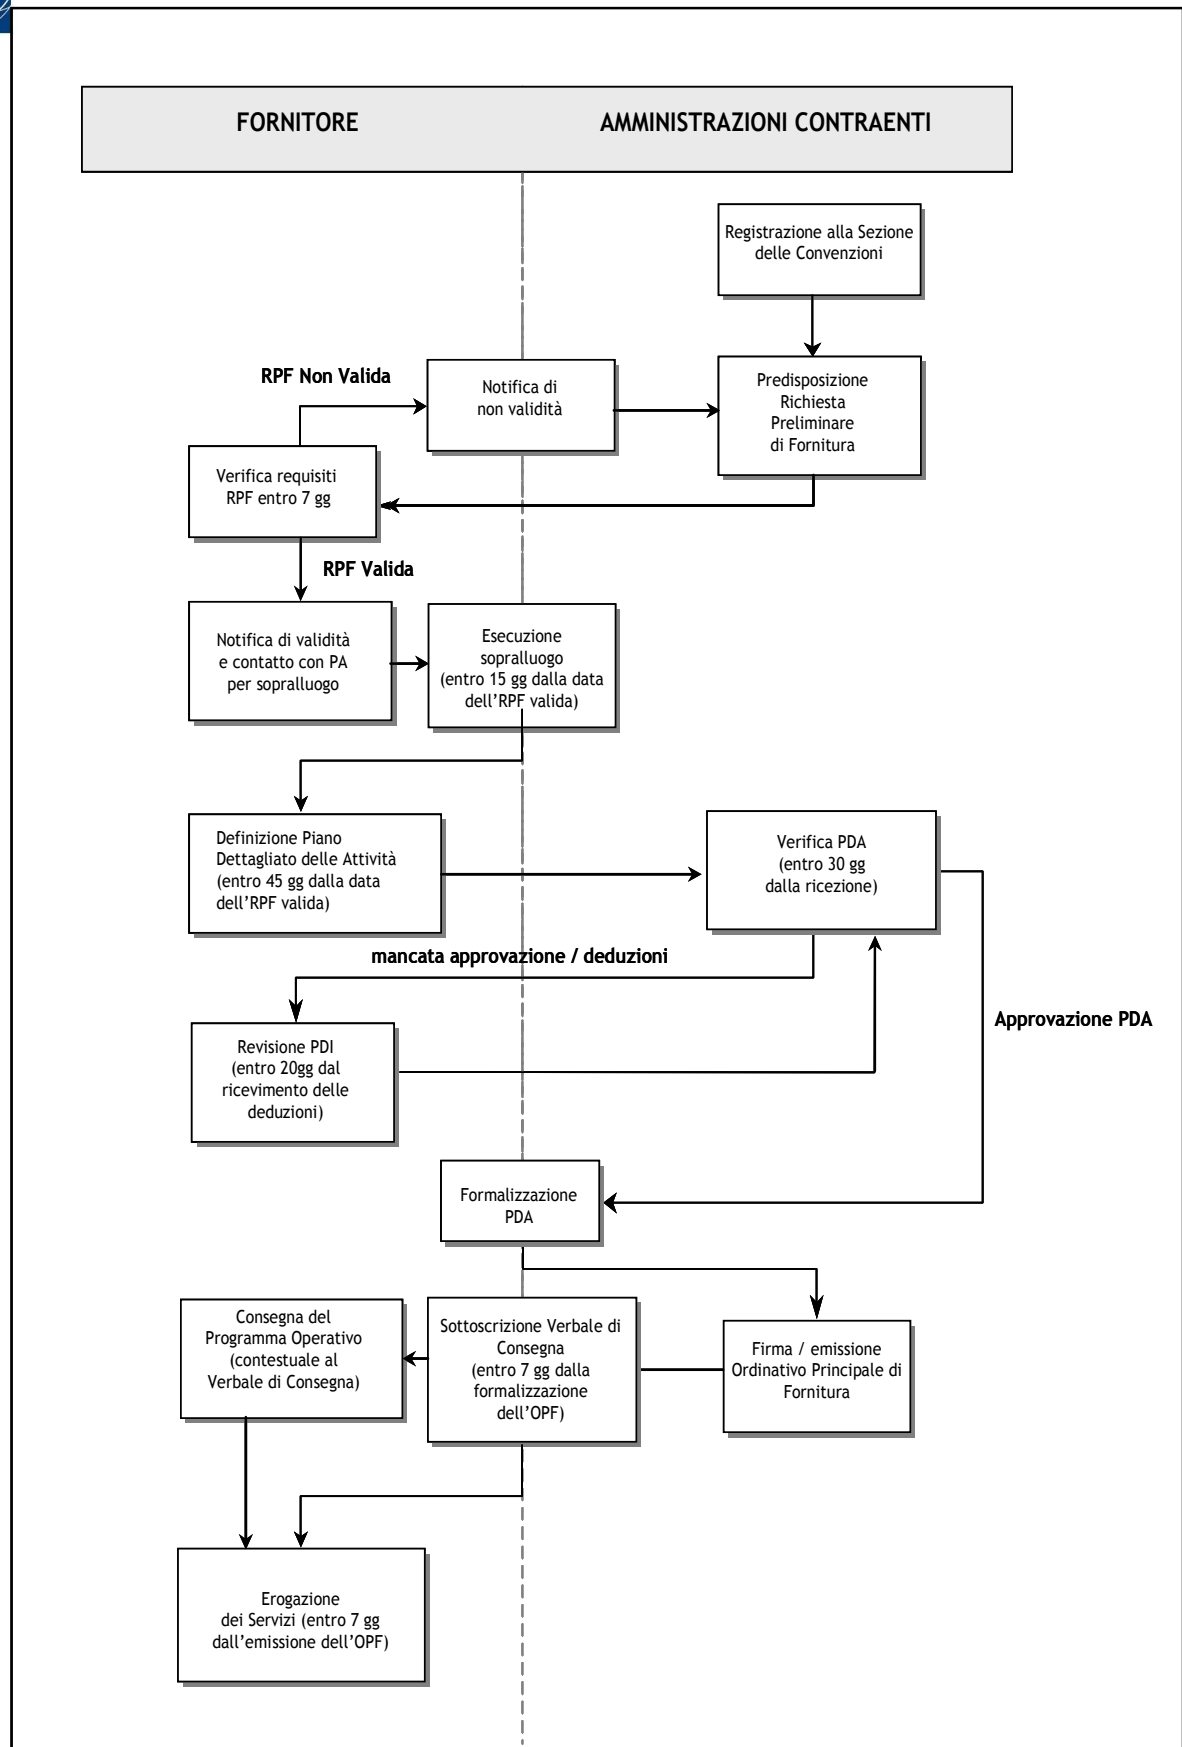 FORNITORE
AMMINISTRAZIONI CONTRAENTI
Registrazione alla Sezione
delle Convenzioni
RPF Non Valida
Notifica di
non validità
Predisposizione
Richiesta
Preliminare
di Fornitura
Verifica requisiti
RPF entro 7 gg
RPF Valida
Notifica di validità
e contatto con PA
per sopralluogo
Esecuzione
sopralluogo
(entro 15 gg dalla data
dell’RPF valida)
Definizione Piano
Dettagliato delle Attività
(entro 45 gg dalla data
dell’RPF valida)
Verifica PDA
(entro 30 gg
dalla ricezione)
mancata approvazione / deduzioni
Approvazione PDA
Revisione PDI
(entro 20gg dal
ricevimento delle
deduzioni)
Formalizzazione
PDA
Consegna del
Programma Operativo
(contestuale al
Verbale di Consegna)
Sottoscrizione Verbale di
Consegna
(entro 7 gg dalla
formalizzazione
dell’OPF)
Firma / emissione
Ordinativo Principale di
Fornitura
Erogazione
dei Servizi (entro 7 gg
dall’emissione dell’OPF)